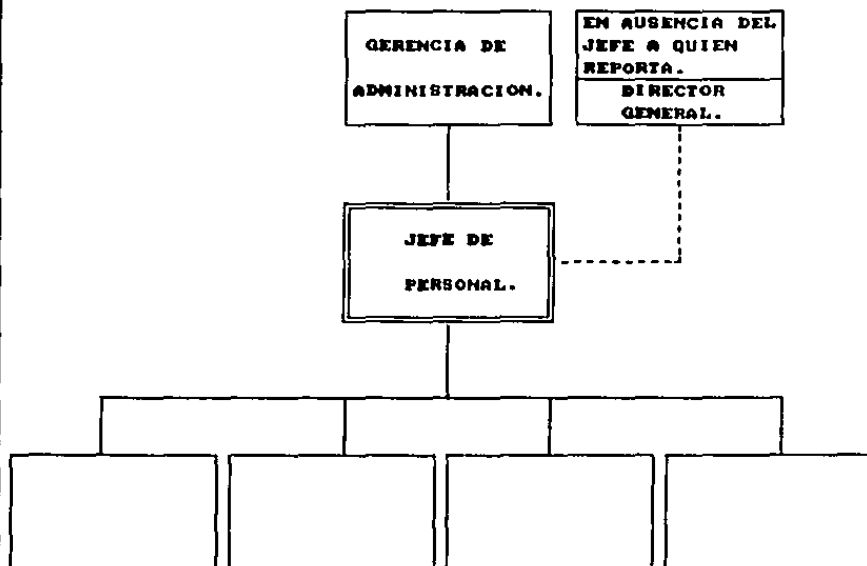 GERENCIA DE
ADMINISTRACION.
EN AUSENCIA DEL
JEFE A QUIEN
REPORTA.
DIRECTOR
GENERAL.
JEFE DE
PERSONAL.